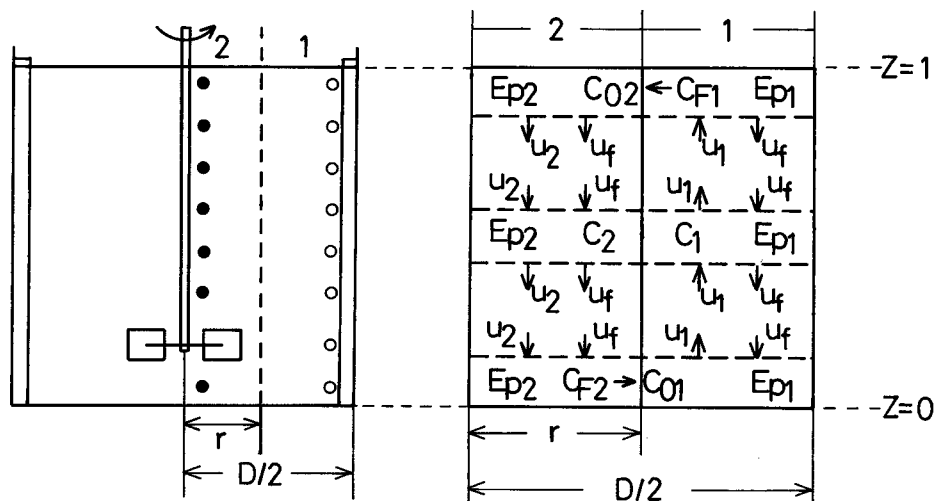 2 1
r
D/2
2 1
Z=1
Ep2 CO2 CF1 Ep1
u2 uf u1 uf
u2 uf u1 uf
Ep2 C2 C1 Ep1
u2 uf u1 uf
u2 uf u1 uf
Ep2 CF2 CO1 Ep1
Z=0
r
D/2